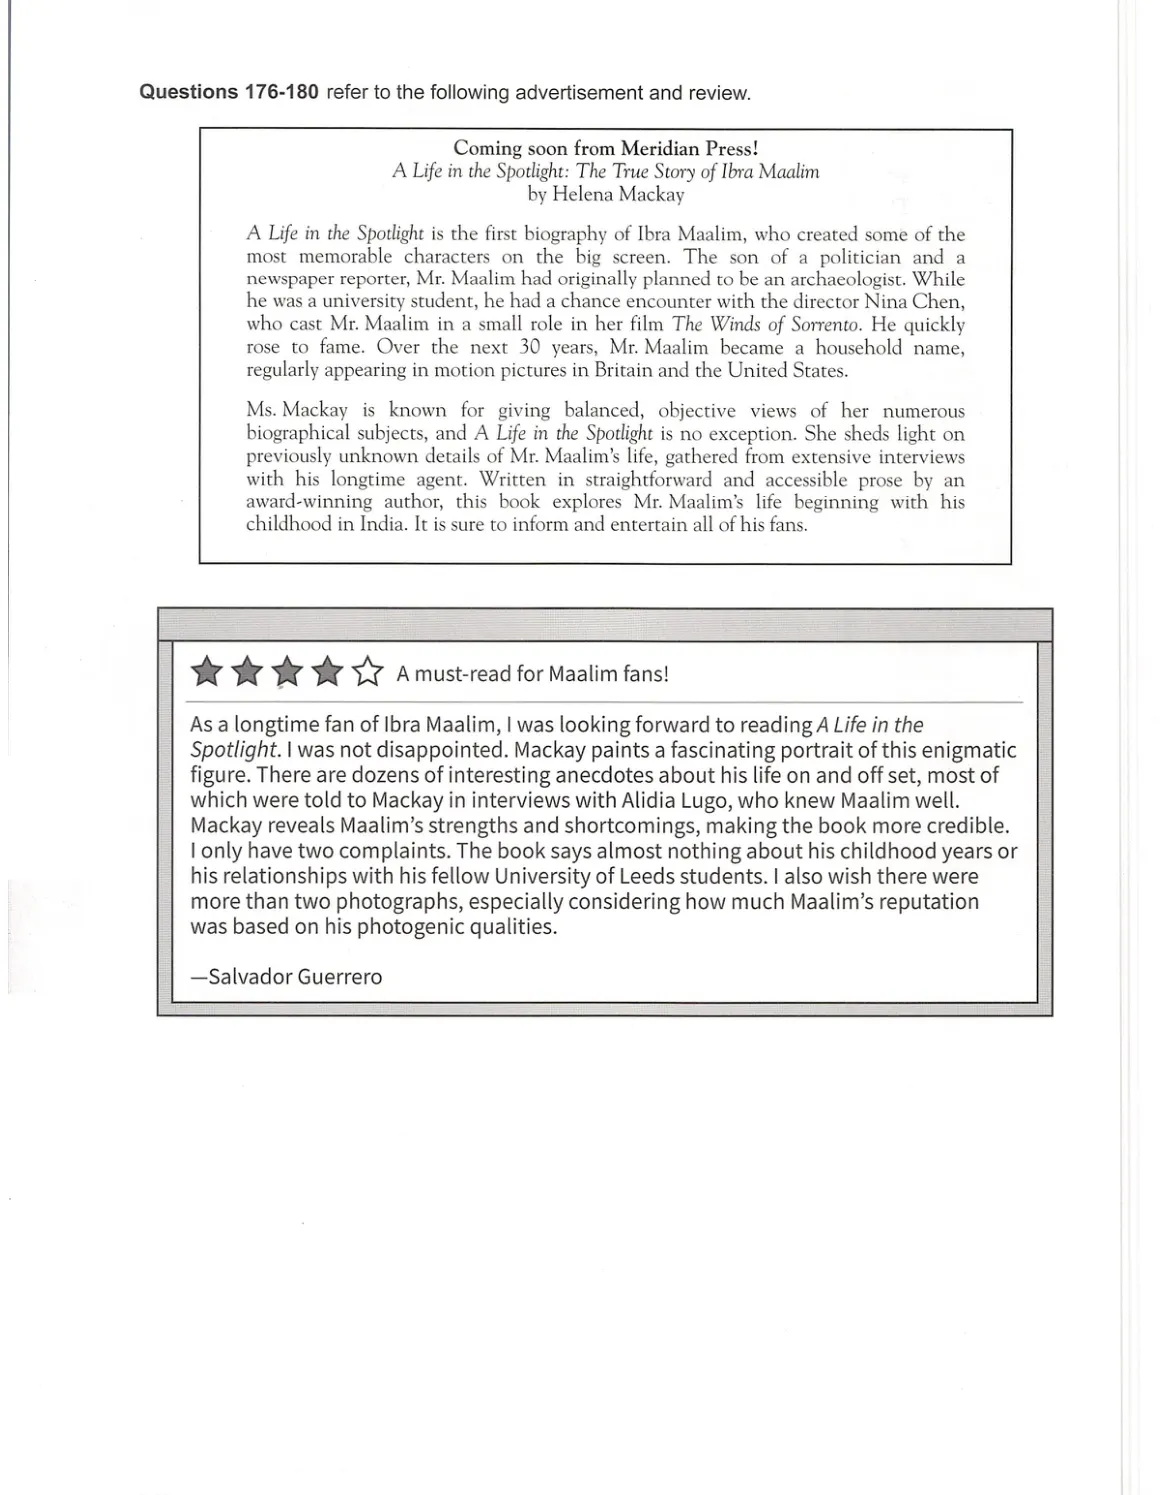 Questions 176-180 refer to the following advertisement and review.
Coming soon from Meridian Press!
A Life in the Spotlight: The True Story of Ibra Maalim
by Helena Mackay
A Life in the Spotlight is the first biography of Ibra Maalim, who created some of the
most memorable characters on the big screen. The son of a politician and a
newspaper reporter, Mr. Maalim had originally planned to be an archaeologist. While
he was a university student, he had a chance encounter with the director Nina Chen,
who cast Mr. Maalim in a small role in her film The Winds of Sorrento. He quickly
rose to fame. Over the next 30 years, Mr. Maalim became a household name,
regularly appearing in motion pictures in Britain and the United States.
Ms. Mackay is known for giving balanced, objective views of her numerous
biographical subjects, and A Life in the Spotlight is no exception. She sheds light on
previously unknown details of Mr. Maalim's life, gathered from extensive interviews
with his longtime agent. Written in straightforward and accessible prose by an
award-winning author, this book explores Mr. Maalim's life beginning with his
childhood in India. It is sure to inform and entertain all of his fans.
A must-read for Maalim fans!
As a longtime fan of Ibra Maalim, I was looking forward to reading A Life in the
Spotlight. I was not disappointed. Mackay paints a fascinating portrait of this enigmatic
figure. There are dozens of interesting anecdotes about his life on and off set, most of
which were told to Mackay in interviews with Alidia Lugo, who knew Maalim well.
Mackay reveals Maalim's strengths and shortcomings, making the book more credible.
I only have two complaints. The book says almost nothing about his childhood years or
his relationships with his fellow University of Leeds students. I also wish there were
more than two photographs, especially considering how much Maalim's reputation
was based on his photogenic qualities.
—Salvador Guerrero